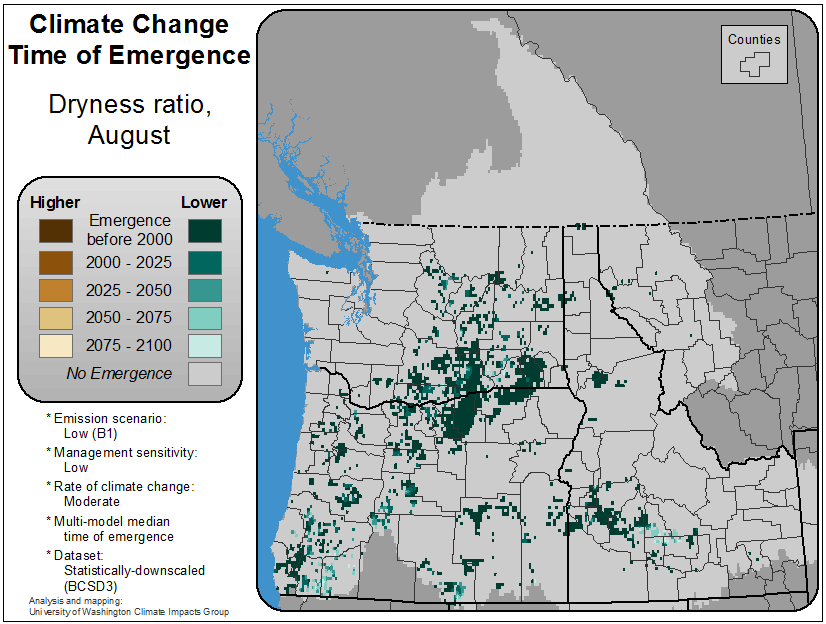 Climate Change
Time of Emergence
Dryness ratio,
August
Higher
Lower
Emergence
before 2000
2000 - 2025
2025 - 2050
2050 - 2075
2075 - 2100
No Emergence
* Emission scenario:
Low (B1)
* Management sensitivity:
Low
* Rate of climate change:
Moderate
* Multi-model median
time of emergence
* Dataset:
Statistically-downscaled
(BCSD3)
Analysis and mapping:
University of Washington Climate Impacts Group
Counties